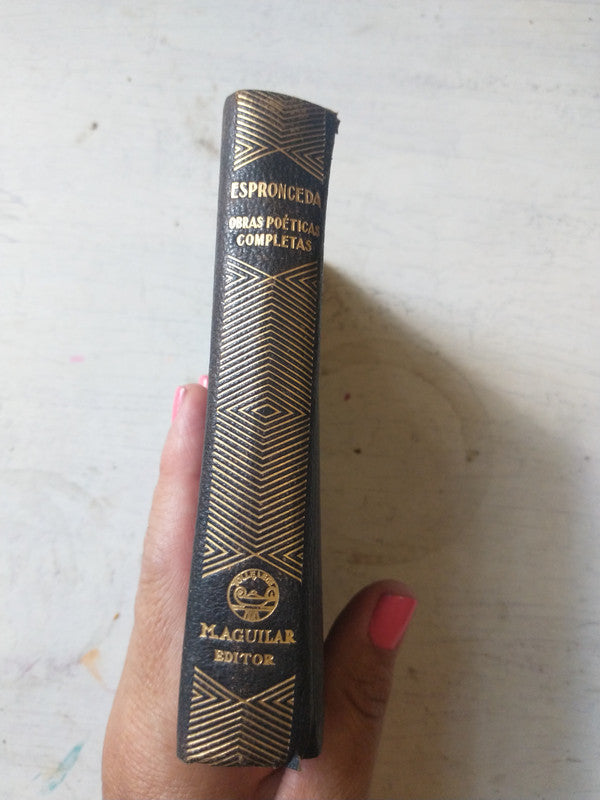 ESPRONCEDA
OBRAS POÉTICAS
COMPLETAS
M. AGUILAR
EDITOR